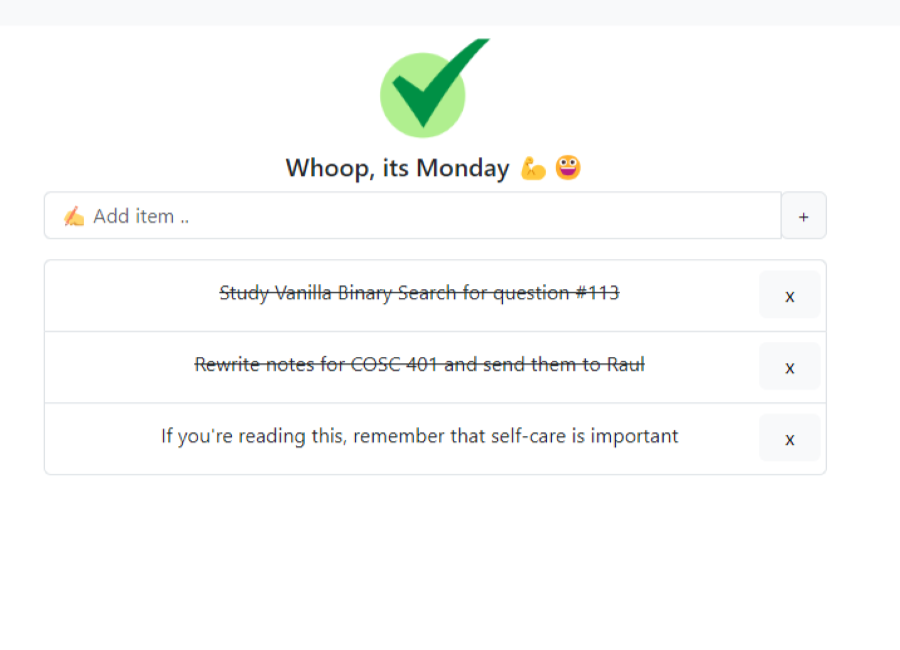 Whoop, its Monday 💪 😀
✍️ Add item ..
+
Study Vanilla Binary Search for question #113
x
Rewrite notes for COSC 401 and send them to Raul
x
If you're reading this, remember that self-care is important
x